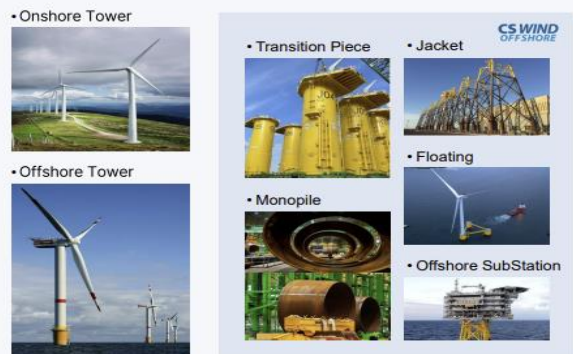 • Onshore Tower
• Offshore Tower
CS WIND
OFFSHORE
• Transition Piece
• Jacket
• Floating
• Monopile
• Offshore SubStation